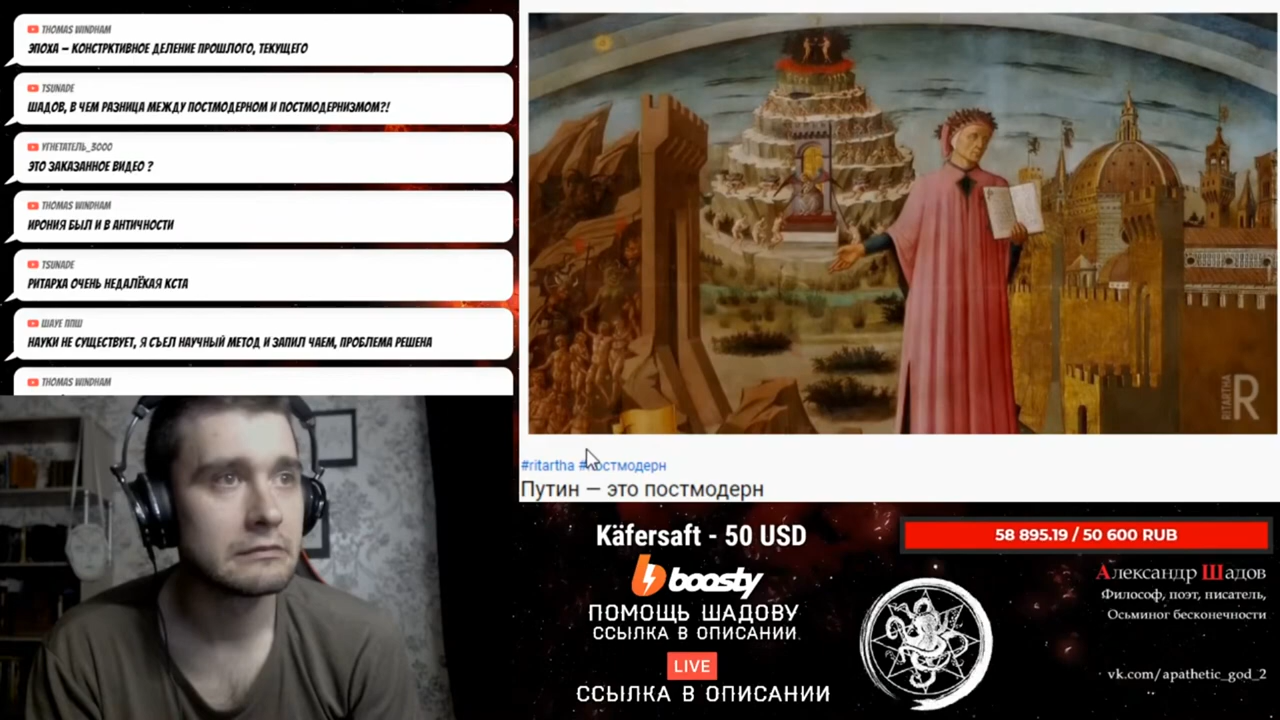 THOMAS WINDHAM
ЭПОХА – КОНСТРКТИВНОЕ ДЕЛЕНИЕ ПРОШЛОГО, ТЕКУЩЕГО
TSUNADE
ШАДОВ, В ЧЕМ РАЗНИЦА МЕЖДУ ПОСТМОДЕРНОМ И ПОСТМОДЕРНИЗМОМ?!
УГНЕТАТЕЛЬ_3000
ЭТО ЗАКАЗАННОЕ ВИДЕО ?
THOMAS WINDHAM
ИРОНИЯ БЫЛ И В АНТИЧНОСТИ
TSUNADE
РИТАРХА ОЧЕНЬ НЕДАЛЁКАЯ КСТА
ШАУЕ ППШ
НАУКИ НЕ СУЩЕСТВУЕТ, Я СЪЕЛ НАУЧНЫЙ МЕТОД И ЗАПИЛ ЧАЕМ, ПРОБЛЕМА РЕШЕНА
THOMAS WINDHAM
RITARTHA R
#ritartha #постмодерн
Путин — это постмодерн
Käfersaft - 50 USD
boosty
ПОМОЩЬ ШАДОВУ
ССЫЛКА В ОПИСАНИИ
LIVE
ССЫЛКА В ОПИСАНИИ
58 895.19 / 50 600 RUB
Александр Шадов
Философ, поэт, писатель,
Осьминог бесконечности
vk.com/apathetic_god_2